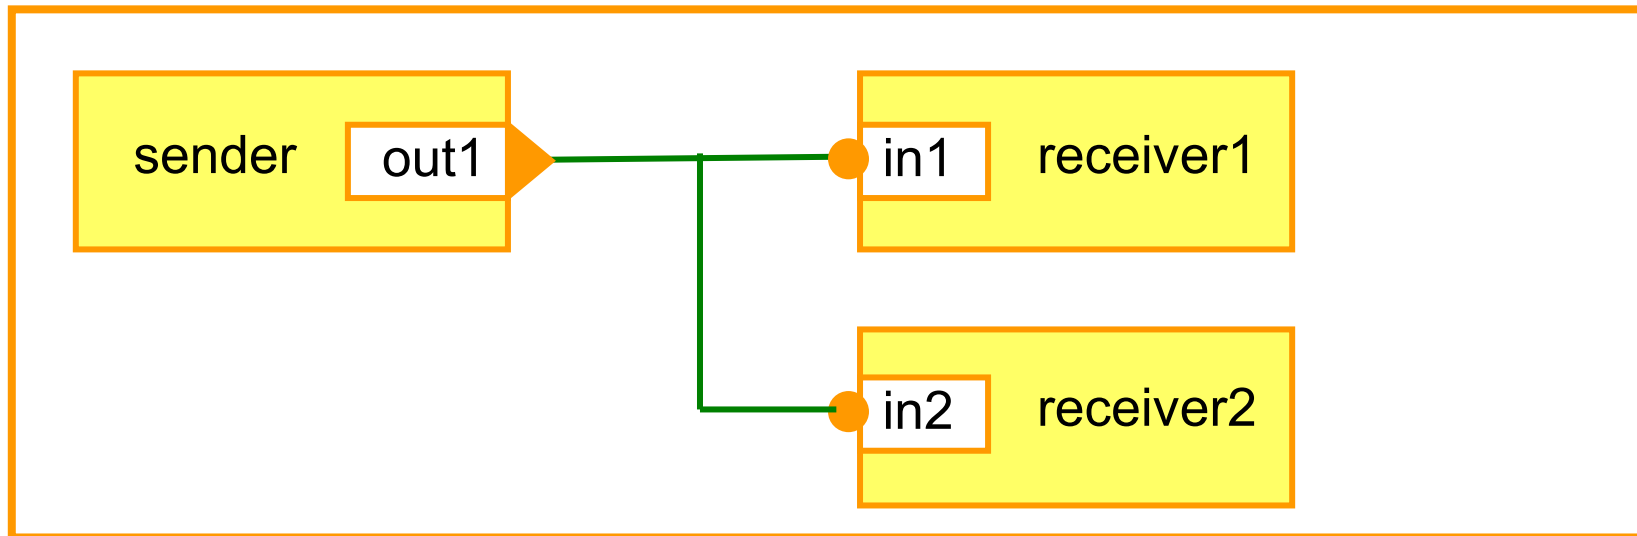 sender
out1
in1
receiver1
in2
receiver2